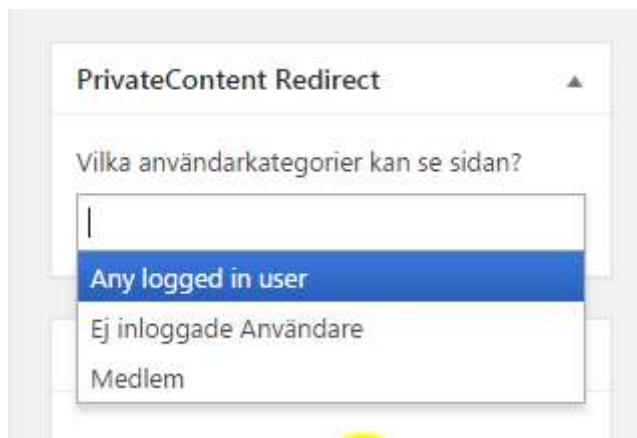 PrivateContent Redirect
Vilka användarkategorier kan se sidan?
Any logged in user
Ej inloggade Användare
Medlem